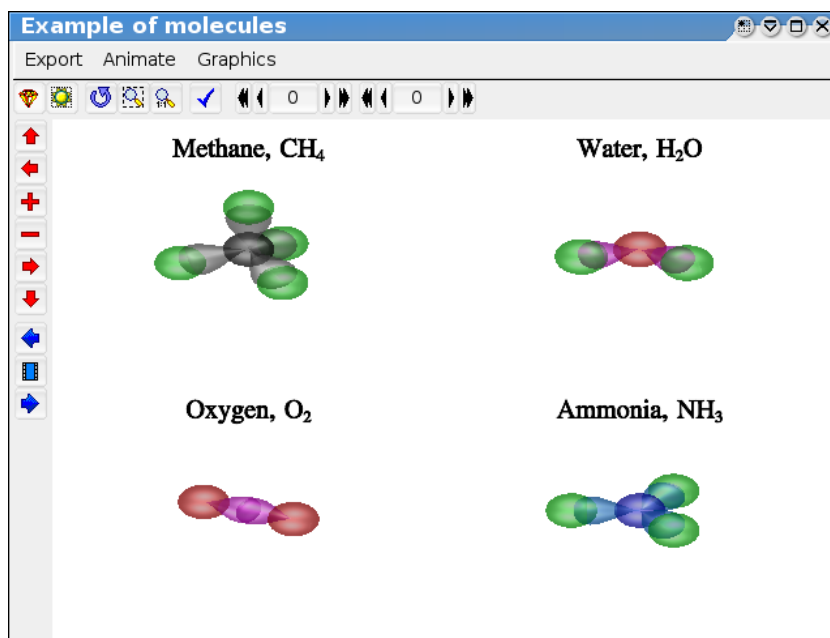 Example of molecules
Export Animate Graphics
0 0
Methane, CH₄ Water, H₂O
Oxygen, O₂ Ammonia, NH₃